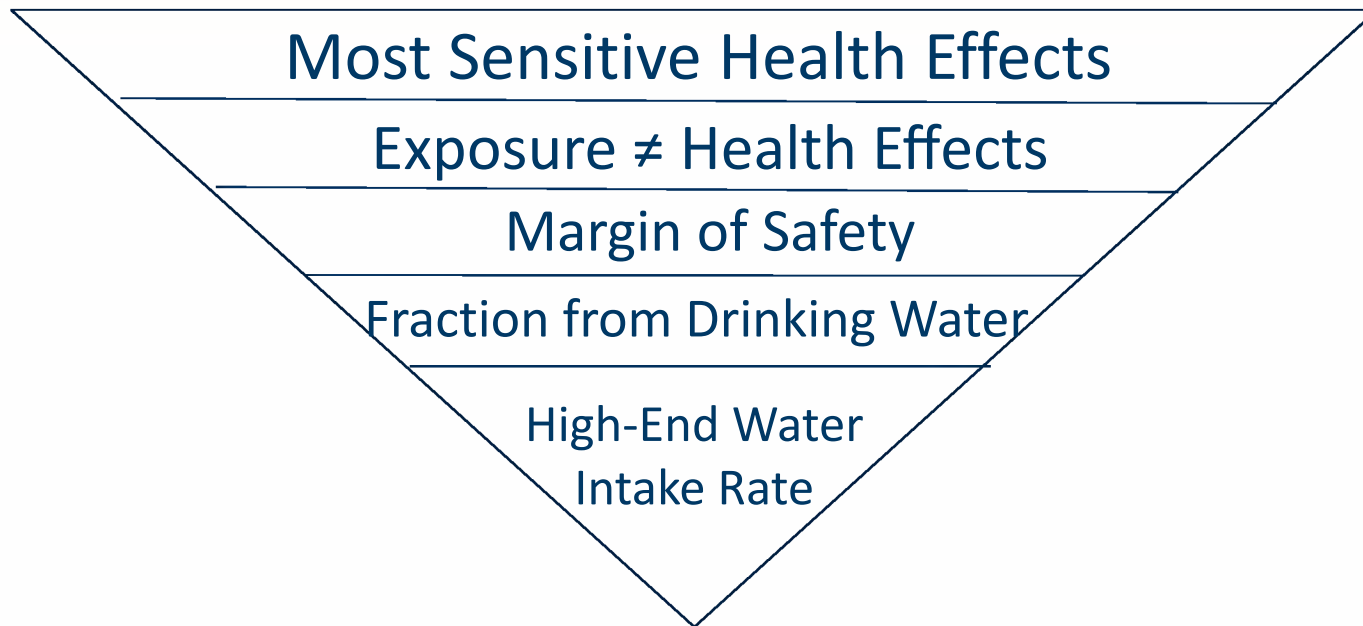 Most Sensitive Health Effects
Exposure ≠ Health Effects
Margin of Safety
Fraction from Drinking Water
High-End Water
Intake Rate